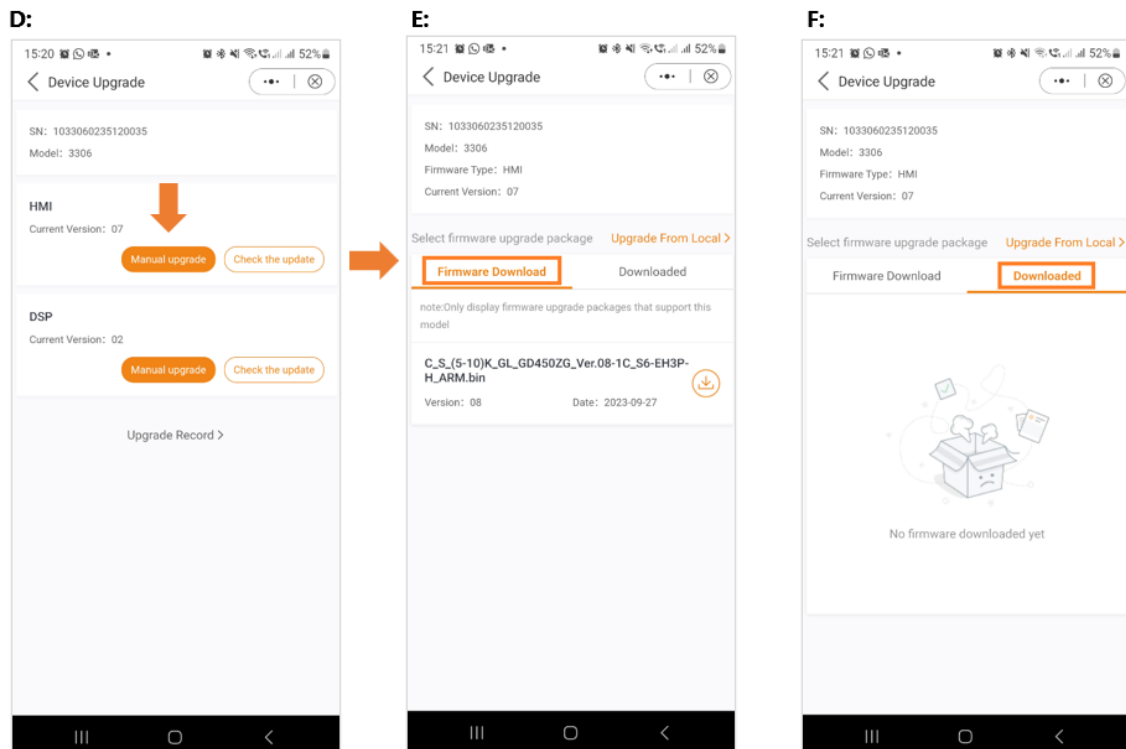 D:
15:20
52%
Device Upgrade
SN: 1033060235120035
Model: 3306
HMI
Current Version: 07
Manual upgrade
Check the update
DSP
Current Version: 02
Manual upgrade
Check the update
Upgrade Record >
E:
15:21
52%
Device Upgrade
SN: 1033060235120035
Model: 3306
Firmware Type: HMI
Current Version: 07
Select firmware upgrade package Upgrade From Local >
Firmware Download Downloaded
note:Only display firmware upgrade packages that support this
model
C_S_(5-10)K_GL_GD450ZG_Ver.08-1C_S6-EH3P-
H_ARM.bin
Version: 08 Date: 2023-09-27
F:
15:21
52%
Device Upgrade
SN: 1033060235120035
Model: 3306
Firmware Type: HMI
Current Version: 07
Select firmware upgrade package Upgrade From Local >
Firmware Download Downloaded
No firmware downloaded yet